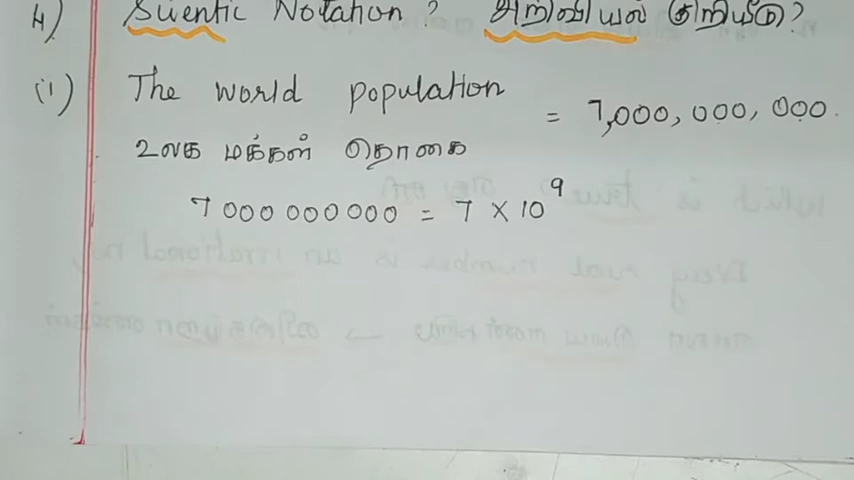 4) Scientic Notation? அறிவியல் குறியீடு?
(i) The world population = 7,000,000,000.
உலக மக்கள் தொகை
7 000 000 000 = 7 × 10⁹